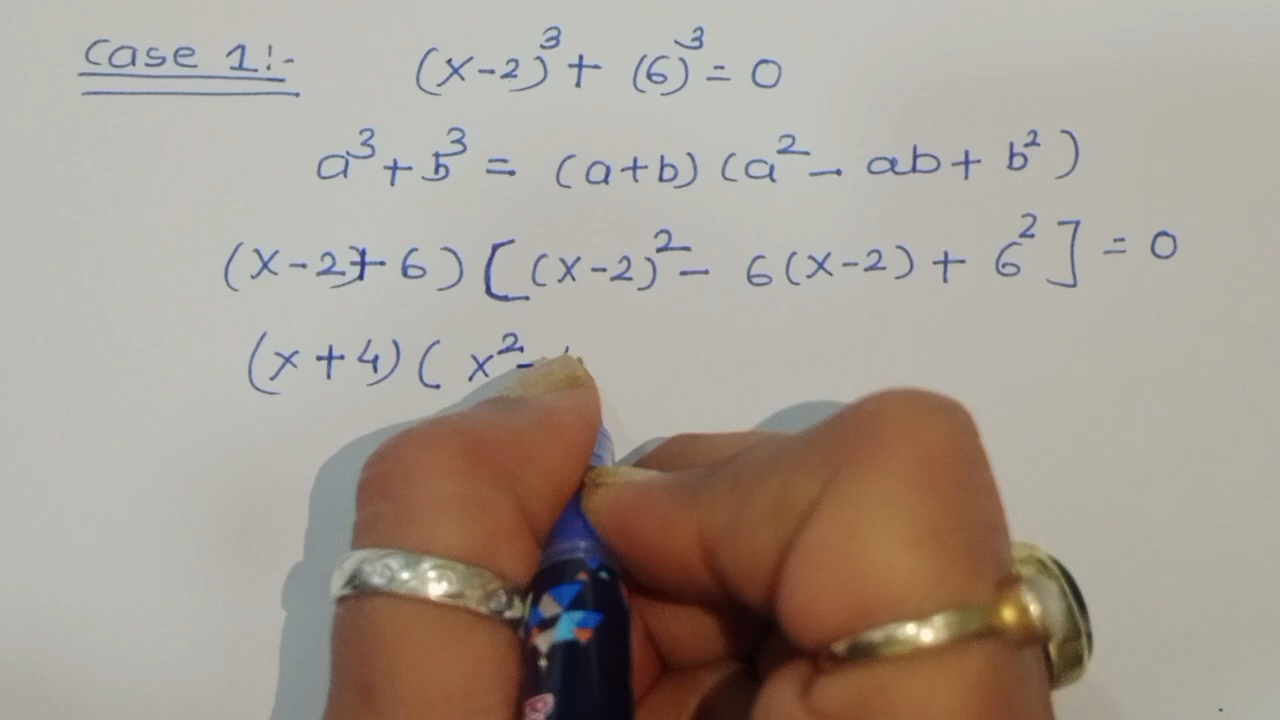 Case 1:-
(x-2)³ + (6)³ = 0
a³ + b³ = (a+b) (a² - ab + b²)
(x-2+6) [(x-2)² - 6(x-2) + 6²] = 0
(x+4) ( x² -